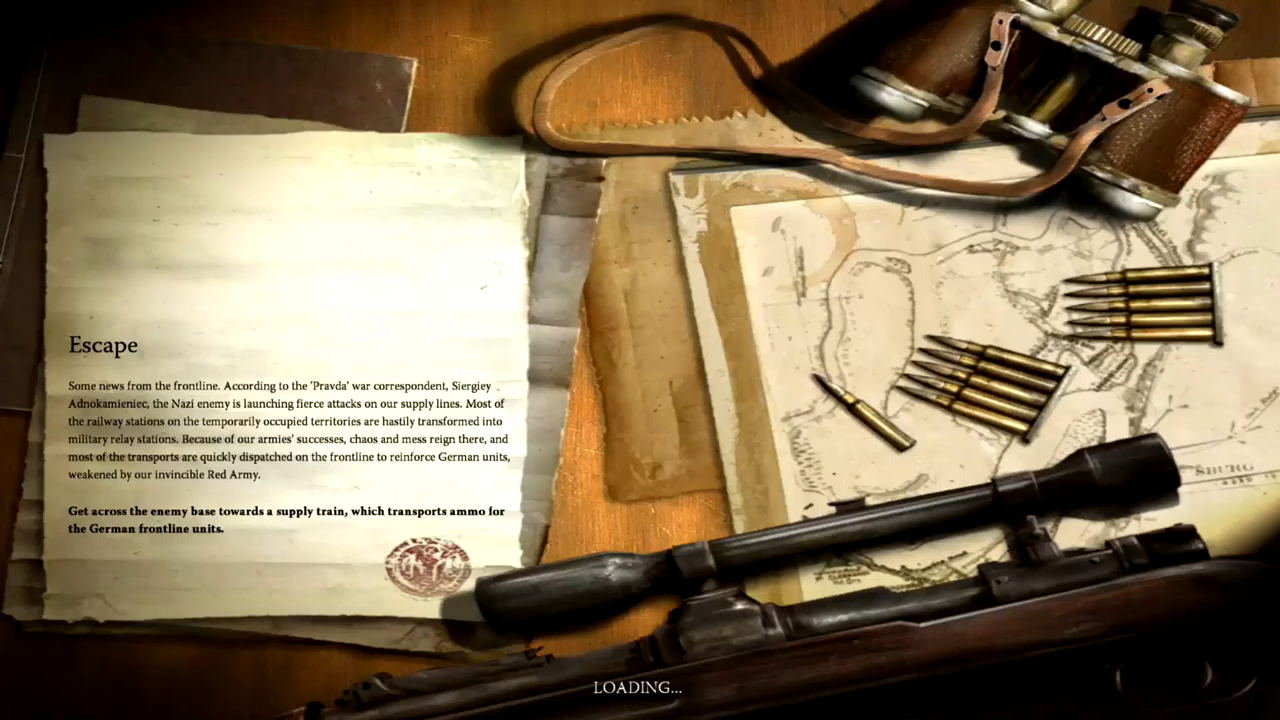 Escape
Some news from the frontline. According to the 'Pravda' war correspondent, Siergiey
Adnokamieniec, the Nazi enemy is launching fierce attacks on our supply lines. Most of
the railway stations on the temporarily occupied territories are hastily transformed into
military relay stations. Because of our armies' successes, chaos and mess reign there, and
most of the transports are quickly dispatched on the frontline to reinforce German units,
weakened by our invincible Red Army.
Get across the enemy base towards a supply train, which transports ammo for
the German frontline units.
LOADING...